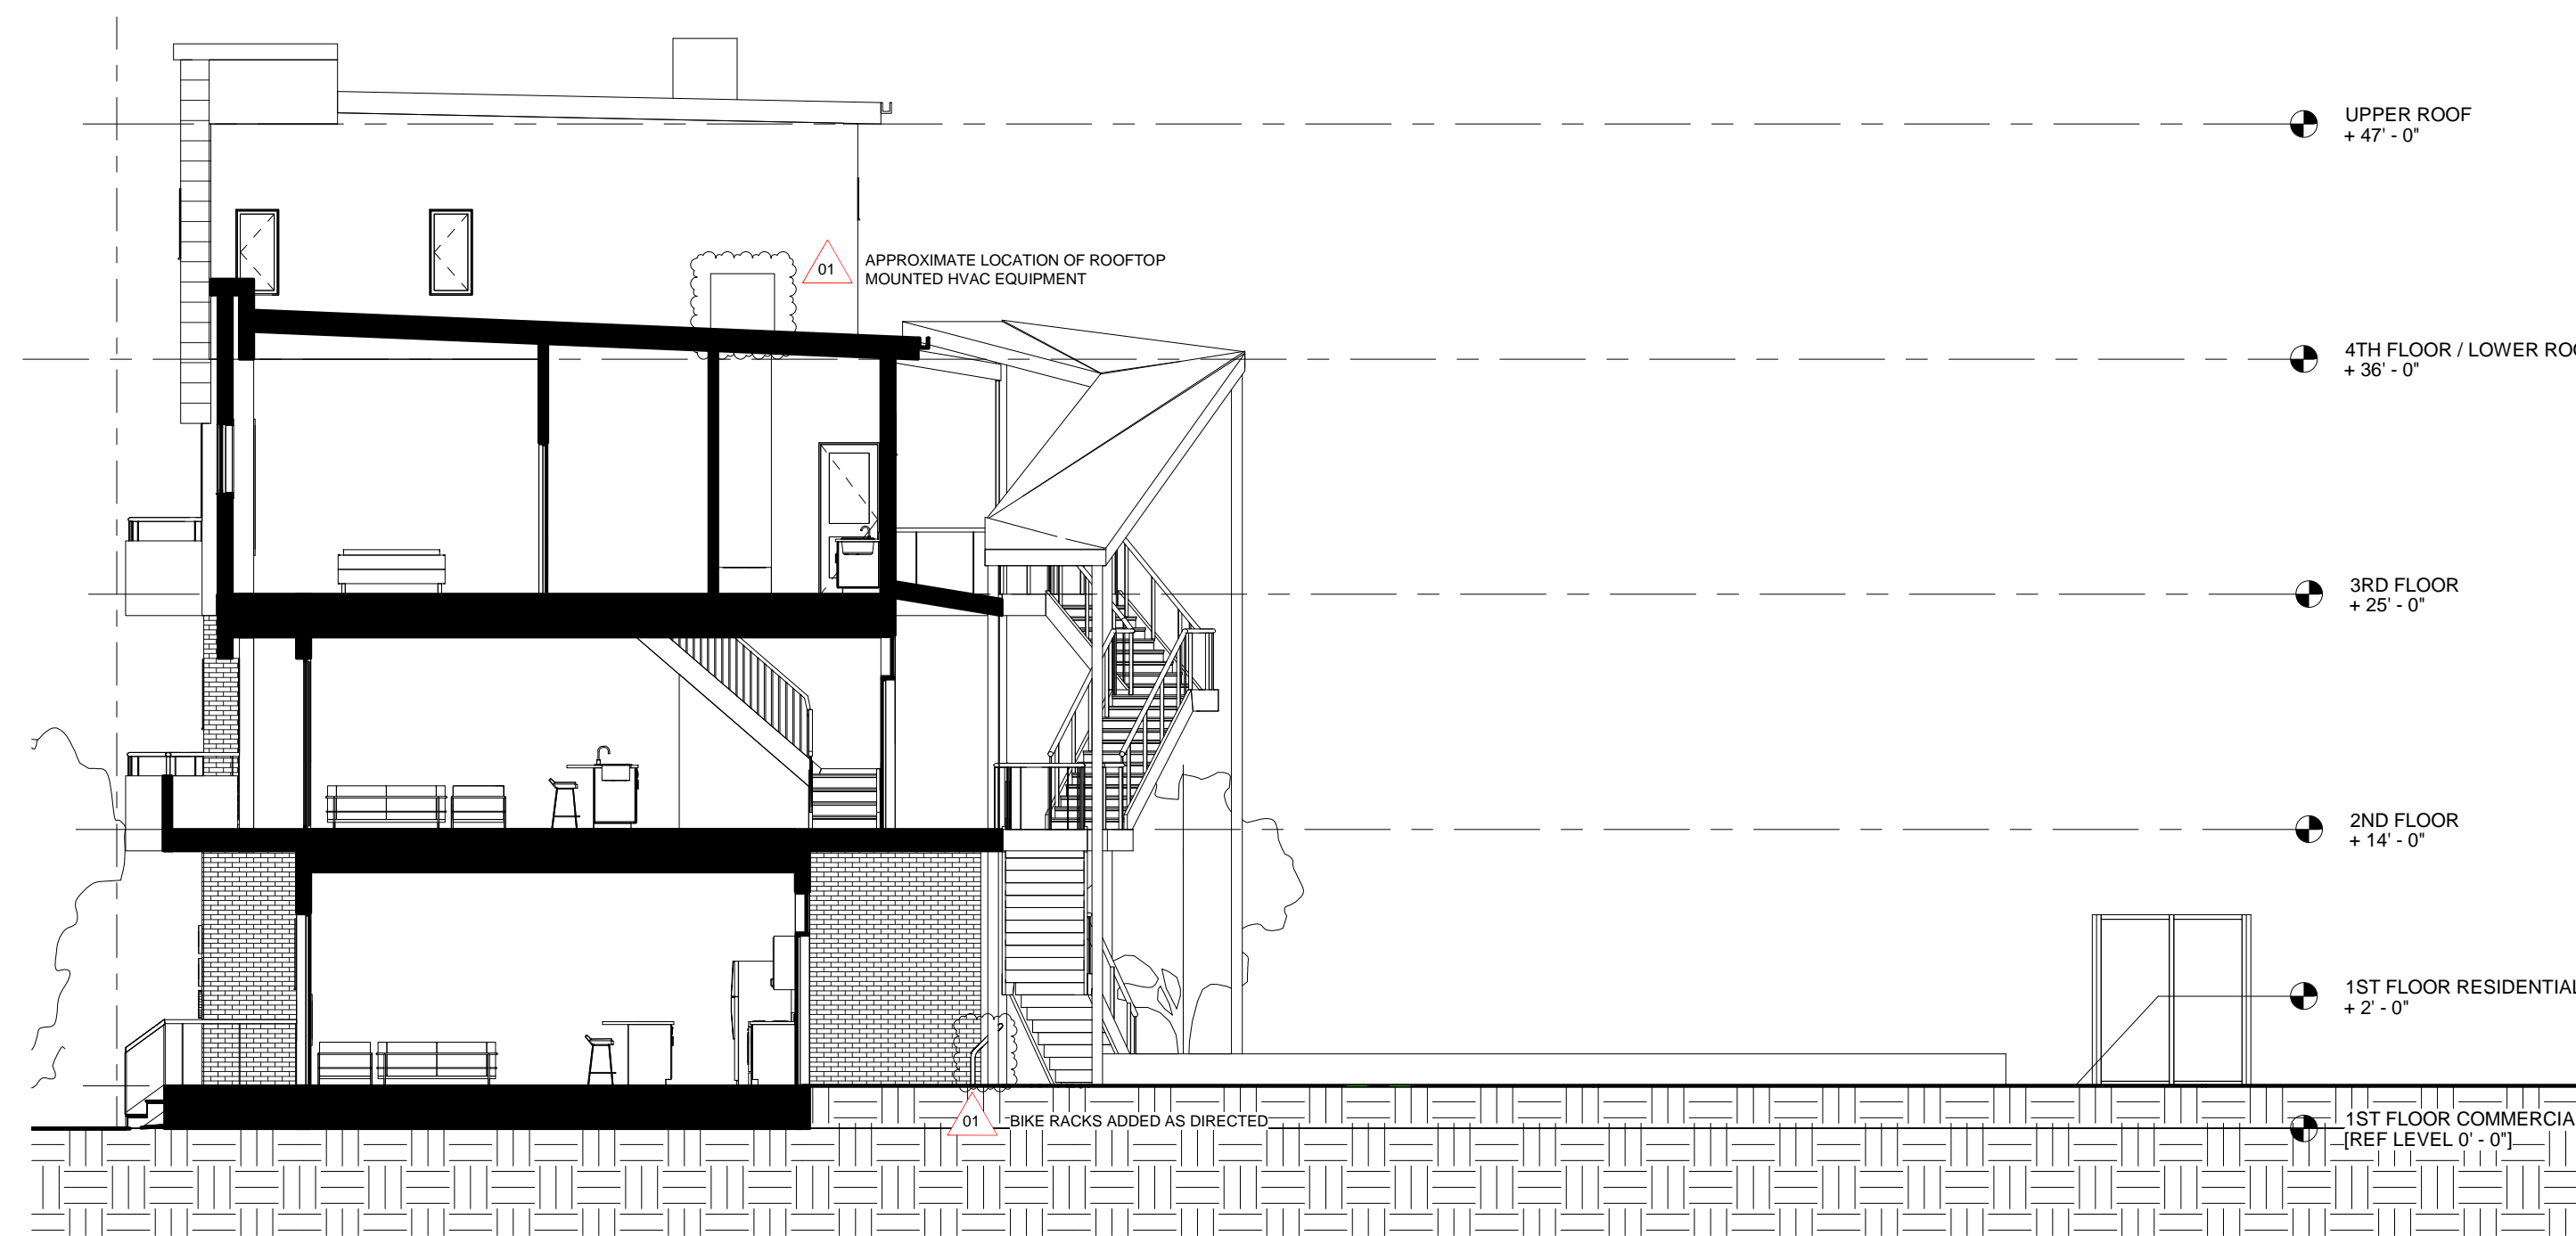 UPPER ROOF
+ 47' - 0"
01
APPROXIMATE LOCATION OF ROOFTOP
MOUNTED HVAC EQUIPMENT
4TH FLOOR / LOWER
+ 36' - 0"
3RD FLOOR
+ 25' - 0"
2ND FLOOR
+ 14' - 0"
1ST FLOOR RESIDENTIAL
+ 2' - 0"
01
BIKE RACKS ADDED AS DIRECTED
1ST FLOOR COMMERCIA
[REF LEVEL 0' - 0"]